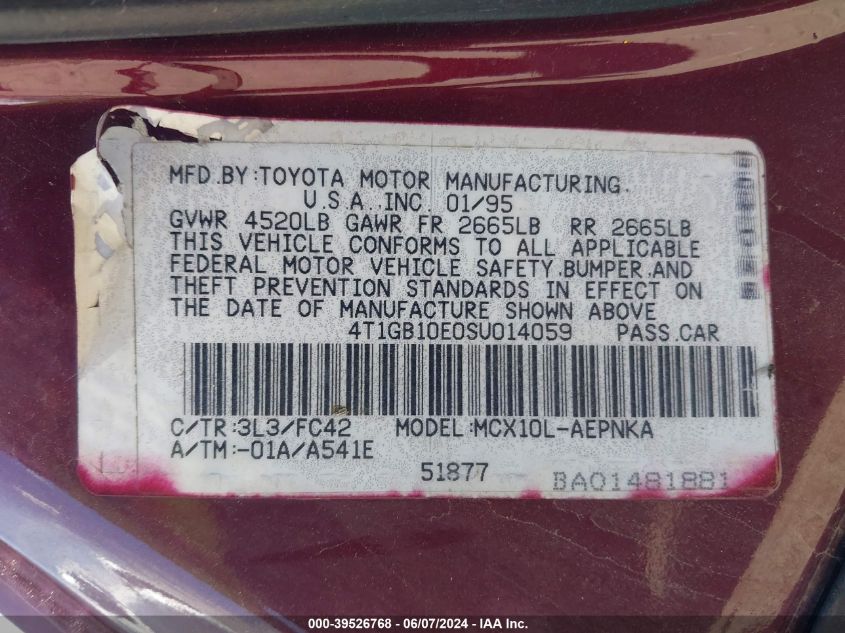 MFD.BY:TOYOTA MOTOR MANUFACTURING.
U.S.A.,INC. 01/95
GVWR 4520LB GAWR FR 2665LB RR 2665LB
THIS VEHICLE CONFORMS TO ALL APPLICABLE
FEDERAL MOTOR VEHICLE SAFETY,BUMPER,AND
THEFT PREVENTION STANDARDS IN EFFECT ON
THE DATE OF MANUFACTURE SHOWN ABOVE
4T1GB10E0SU014059 PASS.CAR
C/TR:3L3/FC42 MODEL:MCX10L-AEPNKA
A/TM:-01A/A541E
51877 BA01481881
000-39526768 - 06/07/2024 - IAAI.com